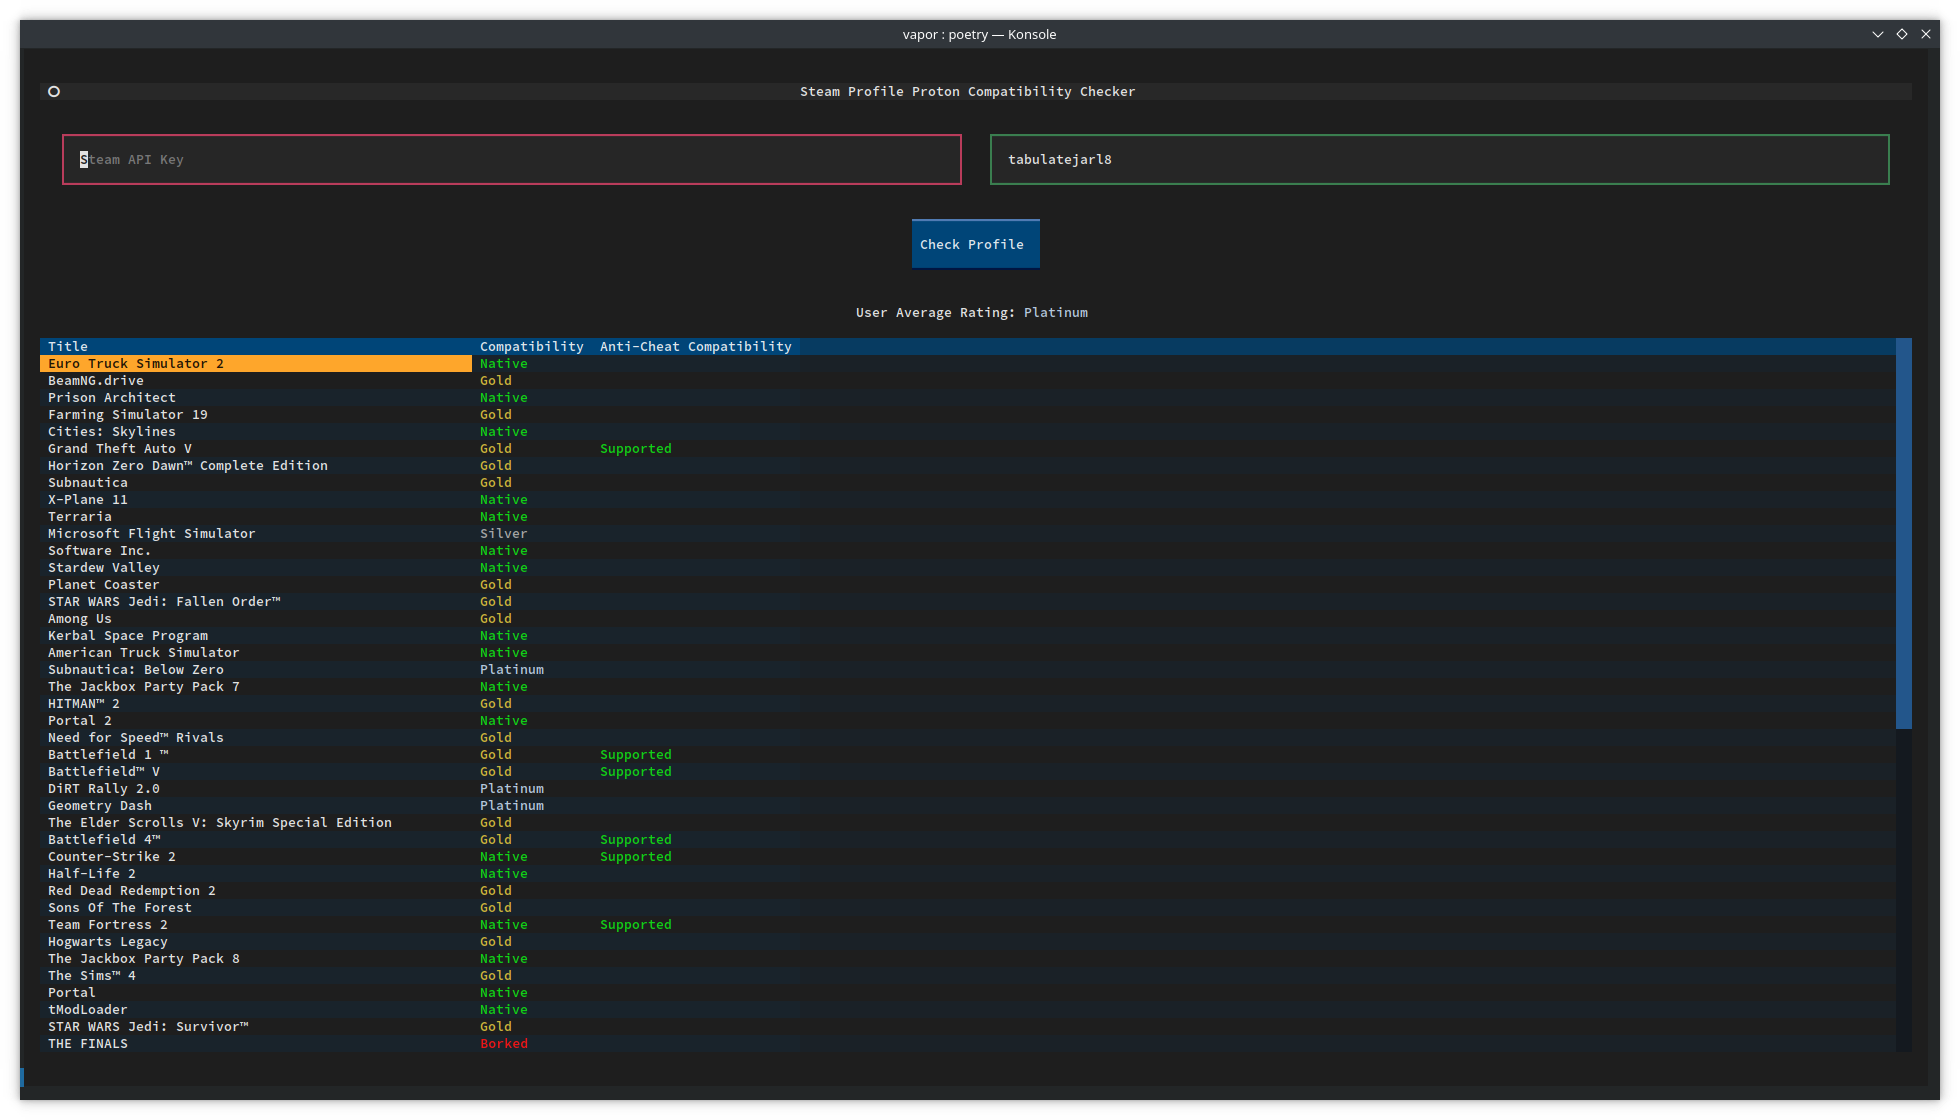 vapor : poetry — Konsole
Steam Profile Proton Compatibility Checker
Steam API Key tabulatejarl8
Check Profile
User Average Rating: Platinum
Title Compatibility Anti-Cheat Compatibility
Euro Truck Simulator 2 Native
BeamNG.drive Gold
Prison Architect Native
Farming Simulator 19 Gold
Cities: Skylines Native
Grand Theft Auto V Gold Supported
Horizon Zero Dawn™ Complete Edition Gold
Subnautica Gold
X-Plane 11 Native
Terraria Native
Microsoft Flight Simulator Silver
Software Inc. Native
Stardew Valley Native
Planet Coaster Gold
STAR WARS Jedi: Fallen Order™ Gold
Among Us Gold
Kerbal Space Program Native
American Truck Simulator Native
Subnautica: Below Zero Platinum
The Jackbox Party Pack 7 Native
HITMAN™ 2 Gold
Portal 2 Native
Need for Speed™ Rivals Gold
Battlefield 1 ™ Gold Supported
Battlefield™ V Gold Supported
DiRT Rally 2.0 Platinum
Geometry Dash Platinum
The Elder Scrolls V: Skyrim Special Edition Gold
Battlefield 4™ Gold Supported
Counter-Strike 2 Native Supported
Half-Life 2 Native
Red Dead Redemption 2 Gold
Sons Of The Forest Gold
Team Fortress 2 Native Supported
Hogwarts Legacy Gold
The Jackbox Party Pack 8 Native
The Sims™ 4 Gold
Portal Native
tModLoader Native
STAR WARS Jedi: Survivor™ Gold
THE FINALS Borked